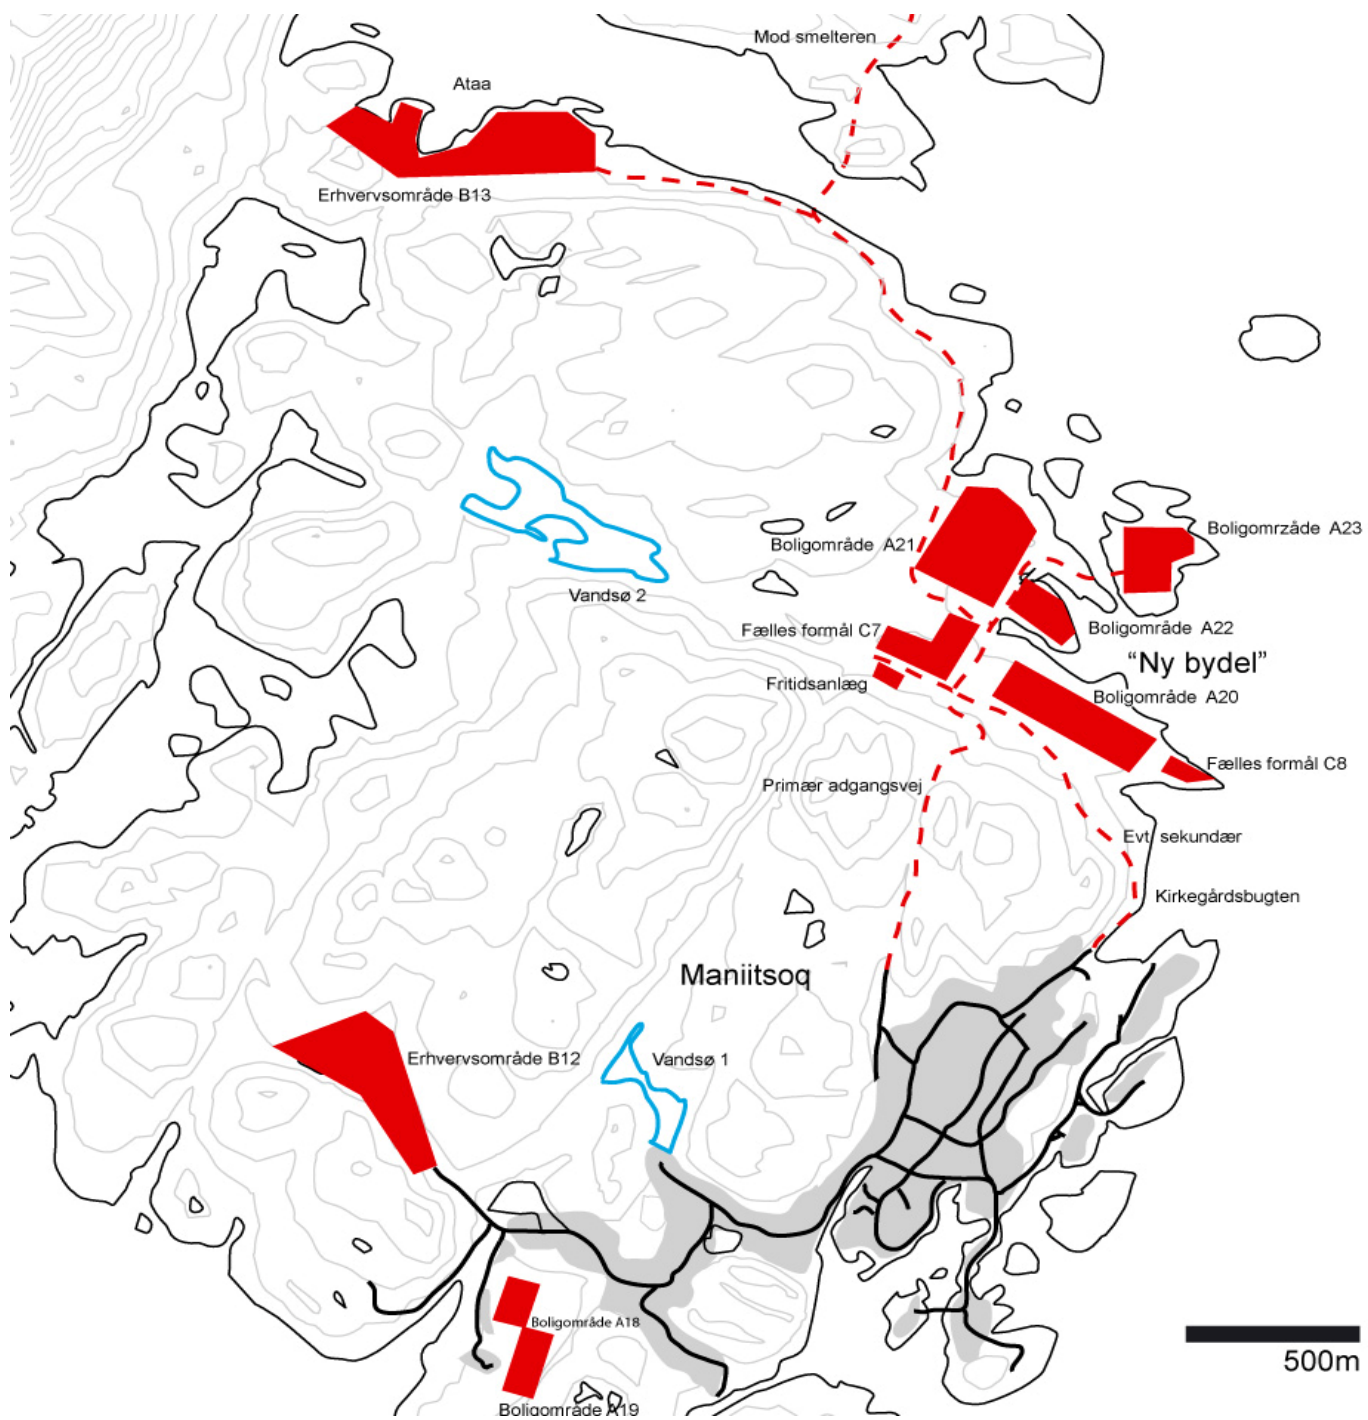 Mod smelteren
Ataa
Erhvervsområde B13
Boligomrzåde A23
Boligområde A21
Vandsø 2
Fælles formål C7
Boligområde A22
"Ny bydel"
Fritidsanlæg
Boligområde A20
Fælles formål C8
Primær adgangsvej
Evt. sekundær
Kirkegårdsbugten
Maniitsoq
Erhvervsområde B12
Vandsø 1
Boligområde A18
500m
Boligområde A19